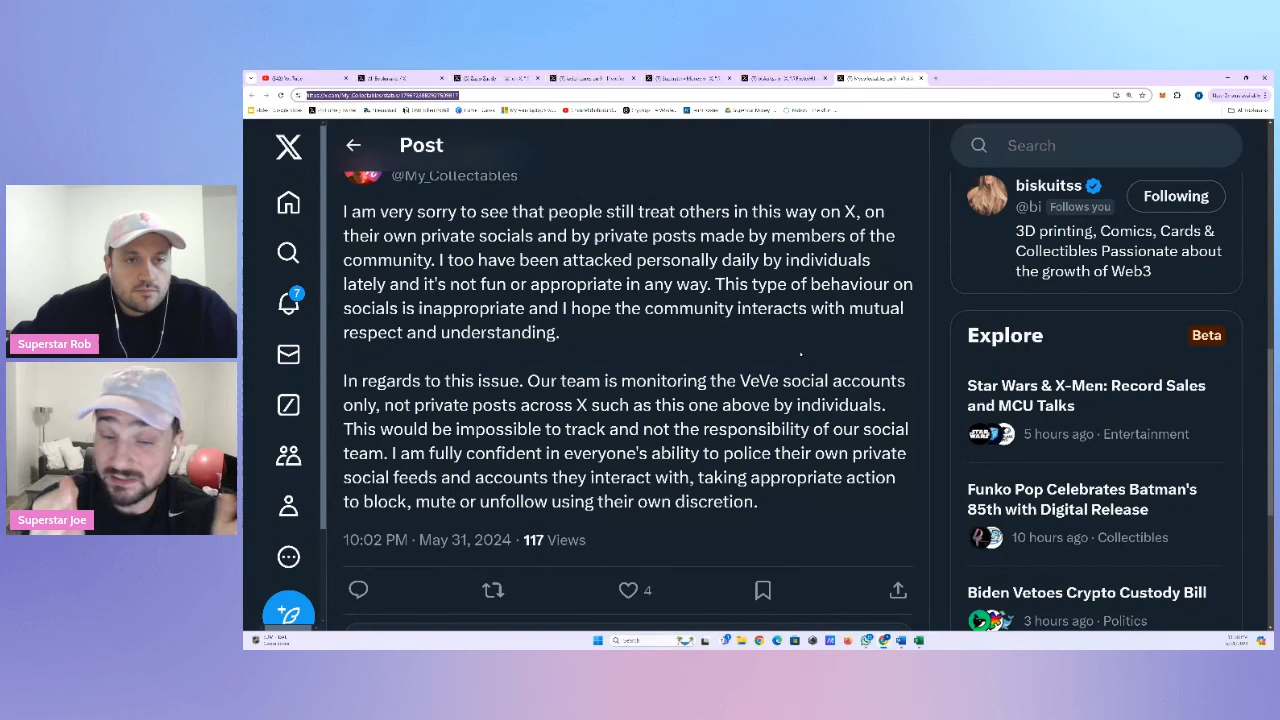 Post
@My_Collectables
I am very sorry to see that people still treat others in this way on X, on
their own private socials and by private posts made by members of the
community. I too have been attacked personally daily by individuals
lately and it's not fun or appropriate in any way. This type of behaviour on
socials is inappropriate and I hope the community interacts with mutual
respect and understanding.
In regards to this issue. Our team is monitoring the VeVe social accounts
only, not private posts across X such as this one above by individuals.
This would be impossible to track and not the responsibility of our social
team. I am fully confident in everyone's ability to police their own private
social feeds and accounts they interact with, taking appropriate action
to block, mute or unfollow using their own discretion.
10:02 PM · May 31, 2024 · 117 Views
4
7
Search
biskuitss
@bi Follows you
Following
3D printing, Comics, Cards &
Collectibles Passionate about
the growth of Web3
Explore
Beta
Star Wars & X-Men: Record Sales
and MCU Talks
5 hours ago · Entertainment
Funko Pop Celebrates Batman's
85th with Digital Release
10 hours ago · Collectibles
Biden Vetoes Crypto Custody Bill
3 hours ago · Politics
Superstar Rob
Superstar Joe
Search